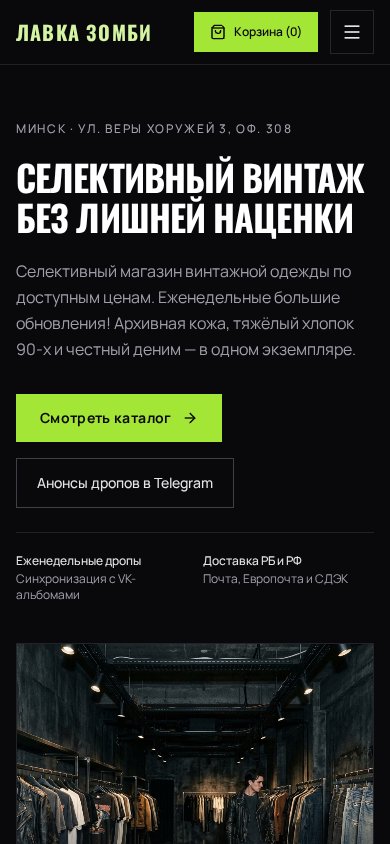 ЛАВКА ЗОМБИ
Корзина (0)
МИНСК · УЛ. ВЕРЫ ХОРУЖЕЙ 3, ОФ. 308
СЕЛЕКТИВНЫЙ ВИНТАЖ
БЕЗ ЛИШНЕЙ НАЦЕНКИ
Селективный магазин винтажной одежды по
доступным ценам. Еженедельные большие
обновления! Архивная кожа, тяжёлый хлопок
90-х и честный деним — в одном экземпляре.
Смотреть каталог →
Анонсы дропов в Telegram
Еженедельные дропы
Синхронизация с VK-
альбомами
Доставка РБ и РФ
Почта, Европочта и СДЭК